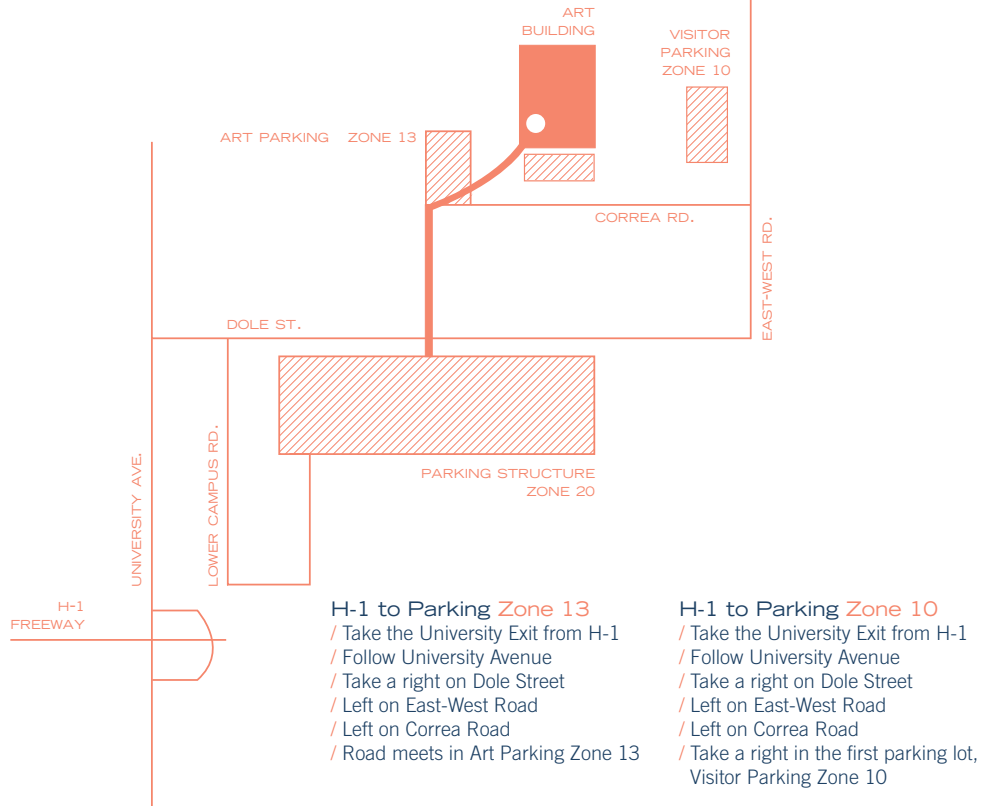 ART
BUILDING
VISITOR
PARKING
ZONE 10
ART PARKING ZONE 13
CORREA RD.
EAST-WEST RD.
DOLE ST.
UNIVERSITY AVE.
LOWER CAMPUS RD.
PARKING STRUCTURE
ZONE 20
H-1
FREEWAY
H-1 to Parking Zone 13
/ Take the University Exit from H-1
/ Follow University Avenue
/ Take a right on Dole Street
/ Left on East-West Road
/ Left on Correa Road
/ Road meets in Art Parking Zone 13
H-1 to Parking Zone 10
/ Take the University Exit from H-1
/ Follow University Avenue
/ Take a right on Dole Street
/ Left on East-West Road
/ Left on Correa Road
/ Take a right in the first parking lot,
Visitor Parking Zone 10